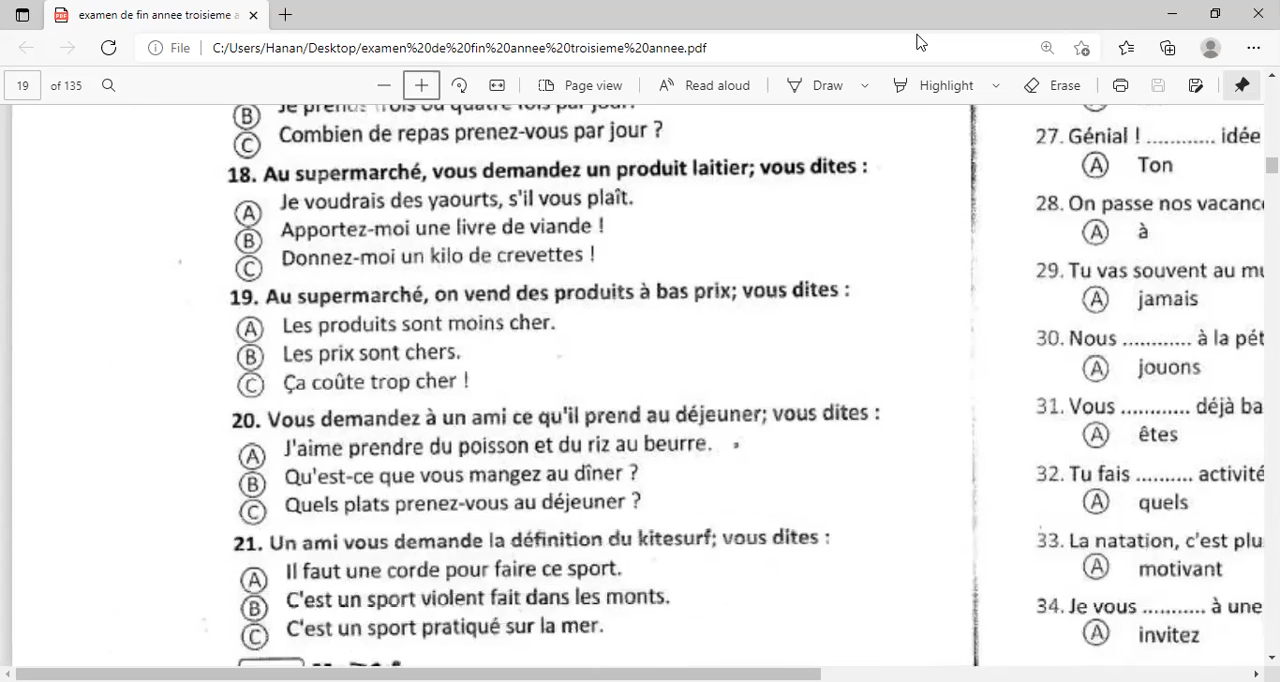 examen de fin annee troisieme a
File
C:/Users/Hanan/Desktop/examen%20de%20fin%20annee%20troisieme%20annee.pdf
19 of 135
Page view
Read aloud
Draw
Highlight
Erase
B Je prends trois ou quatre fois par jour.
C Combien de repas prenez-vous par jour ?
18. Au supermarché, vous demandez un produit laitier; vous dites :
A Je voudrais des yaourts, s'il vous plaît.
B Apportez-moi une livre de viande !
C Donnez-moi un kilo de crevettes !
19. Au supermarché, on vend des produits à bas prix; vous dites :
A Les produits sont moins cher.
B Les prix sont chers.
C Ça coûte trop cher !
20. Vous demandez à un ami ce qu'il prend au déjeuner; vous dites :
A J'aime prendre du poisson et du riz au beurre.
B Qu'est-ce que vous mangez au dîner ?
C Quels plats prenez-vous au déjeuner ?
21. Un ami vous demande la définition du kitesurf; vous dites :
A Il faut une corde pour faire ce sport.
B C'est un sport violent fait dans les monts.
C C'est un sport pratiqué sur la mer.
27. Génial ! ............ idée
A Ton
28. On passe nos vacanc
A à
29. Tu vas souvent au mu
A jamais
30. Nous ............ à la pét
A jouons
31. Vous ............ déjà ba
A êtes
32. Tu fais .......... activité
A quels
33. La natation, c'est plu
A motivant
34. Je vous ........... à une
A invitez